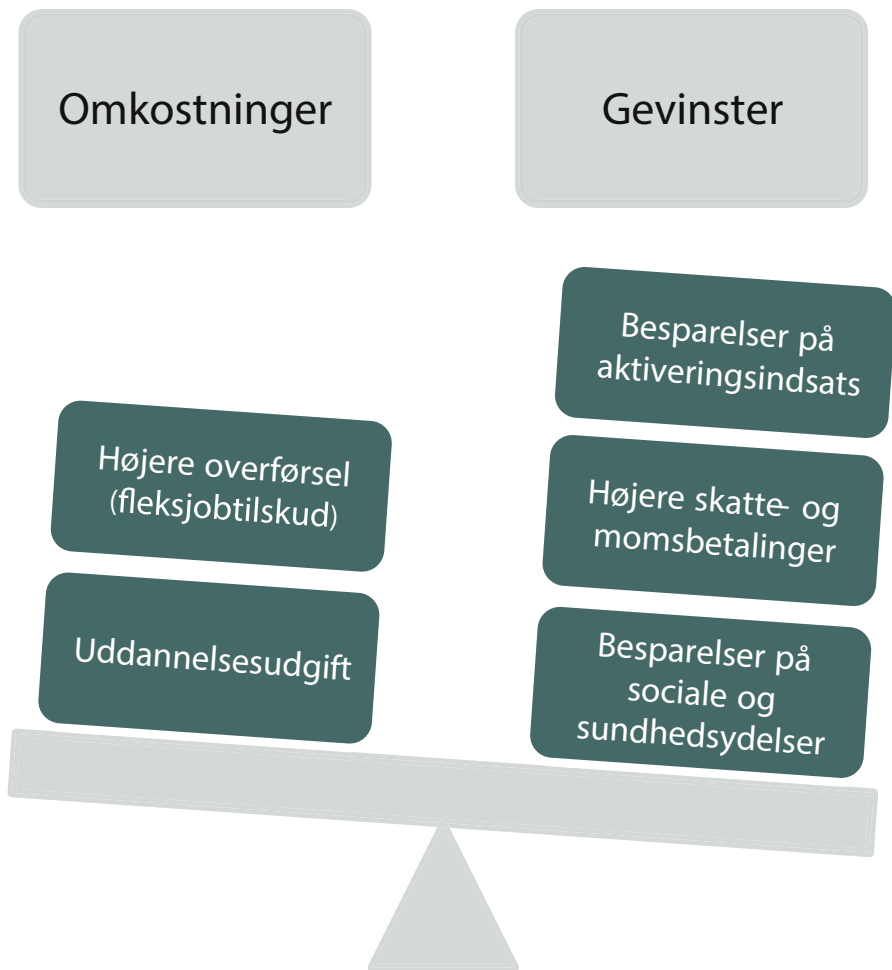 Omkostninger
Gevinster
Højere overførsel
(fleksjobtilskud)
Uddannelsesudgift
Besparelser på
aktiveringsindsats
Højere skatte- og
momsbetalinger
Besparelser på
sociale og
sundhedsydelser